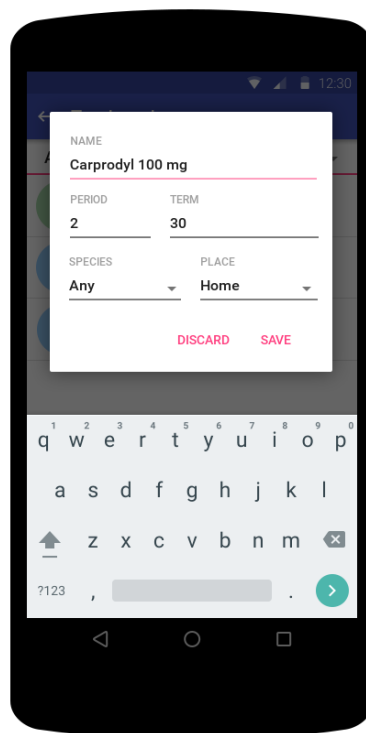 12:30
NAME
Carprodyl 100 mg
PERIOD TERM
2 30
SPECIES PLACE
Any Home
DISCARD SAVE
1 2 3 4 5 6 7 8 9 0
q w e r t y u i o p
a s d f g h j k l
z x c v b n m
?123 , .